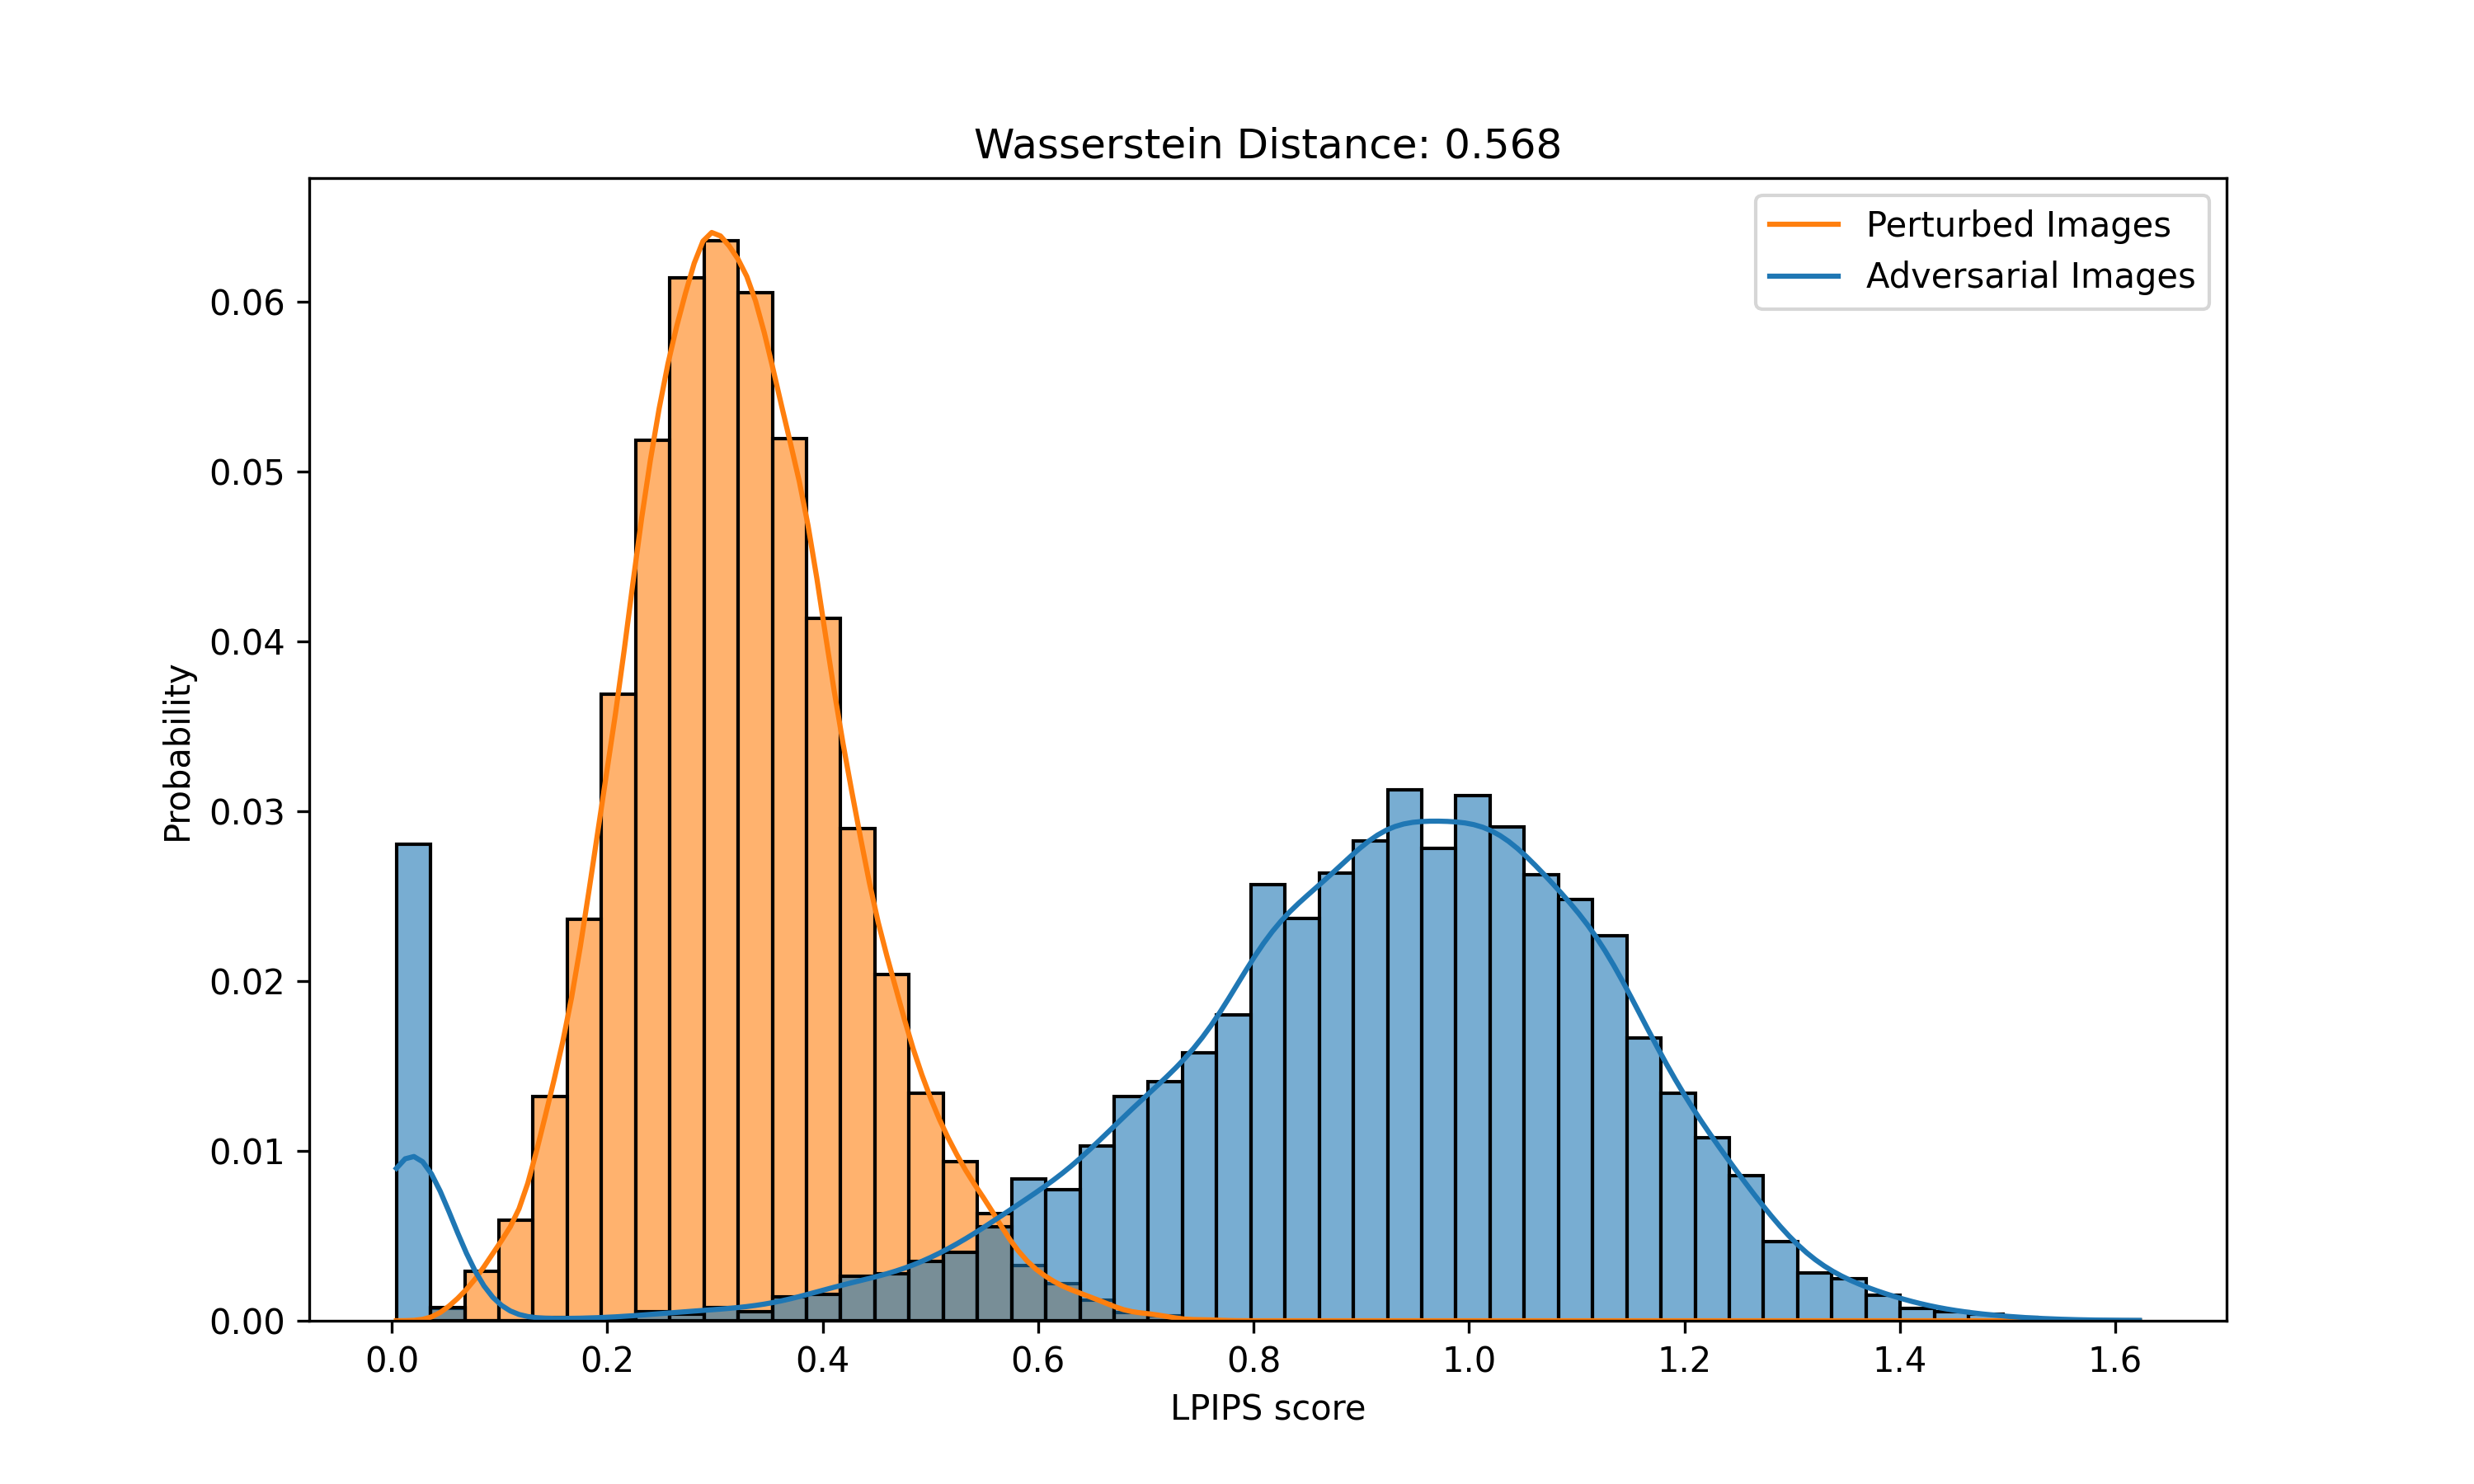 Wasserstein Distance: 0.568
Perturbed Images
Adversarial Images
Probability
0.06
0.05
0.04
0.03
0.02
0.01
0.00
0.0 0.2 0.4 0.6 0.8 1.0 1.2 1.4 1.6
LPIPS score